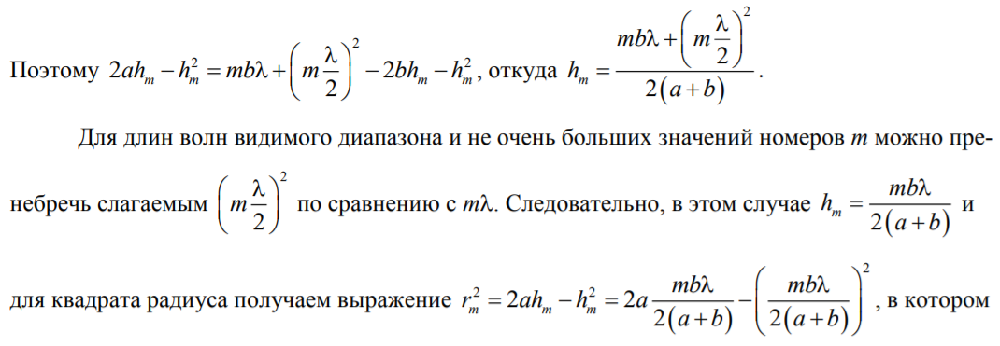 Поэтому $2ah_m - h_m^2 = mb\lambda + \left(m\frac{\lambda}{2}\right)^2 - 2bh_m - h_m^2$, откуда $h_m = \frac{mb\lambda + \left(m\frac{\lambda}{2}\right)^2}{2(a+b)}$.
Для длин волн видимого диапазона и не очень больших значений номеров $m$ можно пре-
небречь слагаемым $\left(m\frac{\lambda}{2}\right)^2$ по сравнению с $m\lambda$. Следовательно, в этом случае $h_m = \frac{mb\lambda}{2(a+b)}$ и
для квадрата радиуса получаем выражение $r_m^2 = 2ah_m - h_m^2 = 2a\frac{mb\lambda}{2(a+b)} - \left(\frac{mb\lambda}{2(a+b)}\right)^2$, в котором